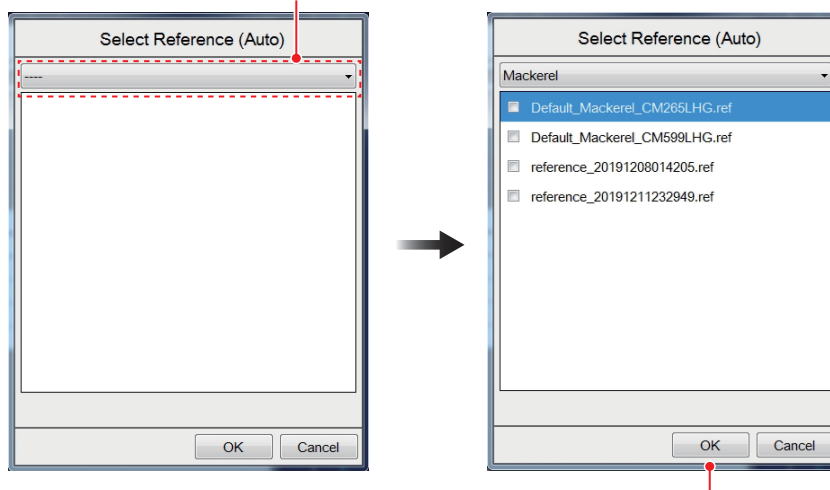 Select Reference (Auto)
----
OK
Cancel
Select Reference (Auto)
Mackerel
Default_Mackerel_CM265LHG.ref
Default_Mackerel_CM599LHG.ref
reference_20191208014205.ref
reference_20191211232949.ref
OK
Cancel